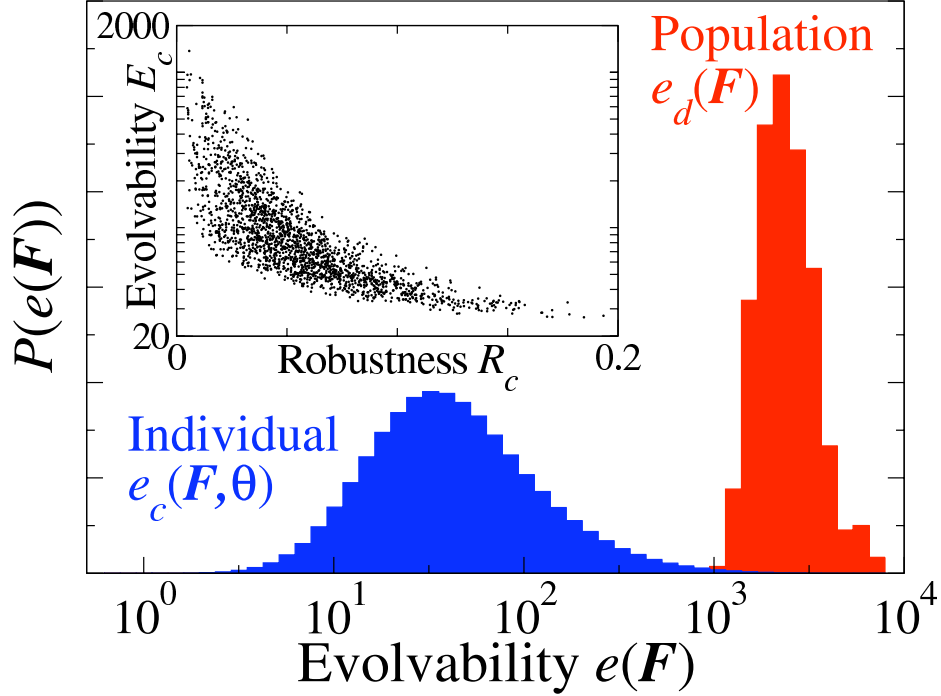 2000
Evolvability E_c
20
0
Robustness R_c
0.2
Population
e_d(F)
P(e(F))
Individual
e_c(F,θ)
10^0
10^1
10^2
10^3
10^4
Evolvability e(F)